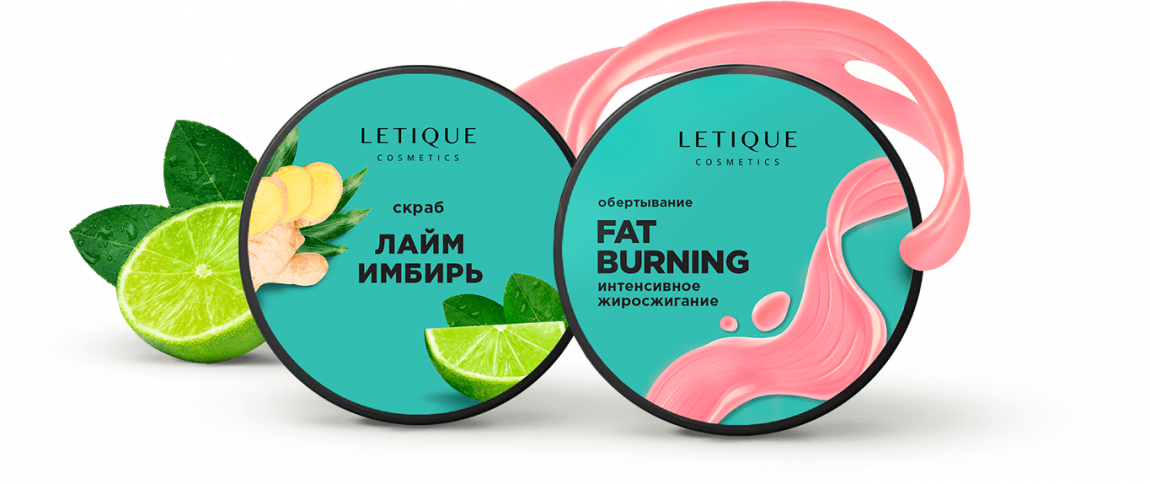 LETIQUE
COSMETICS
скраб
ЛАЙМ
ИМБИРЬ
LETIQUE
COSMETICS
обертывание
FAT
BURNING
интенсивное
жиросжигание